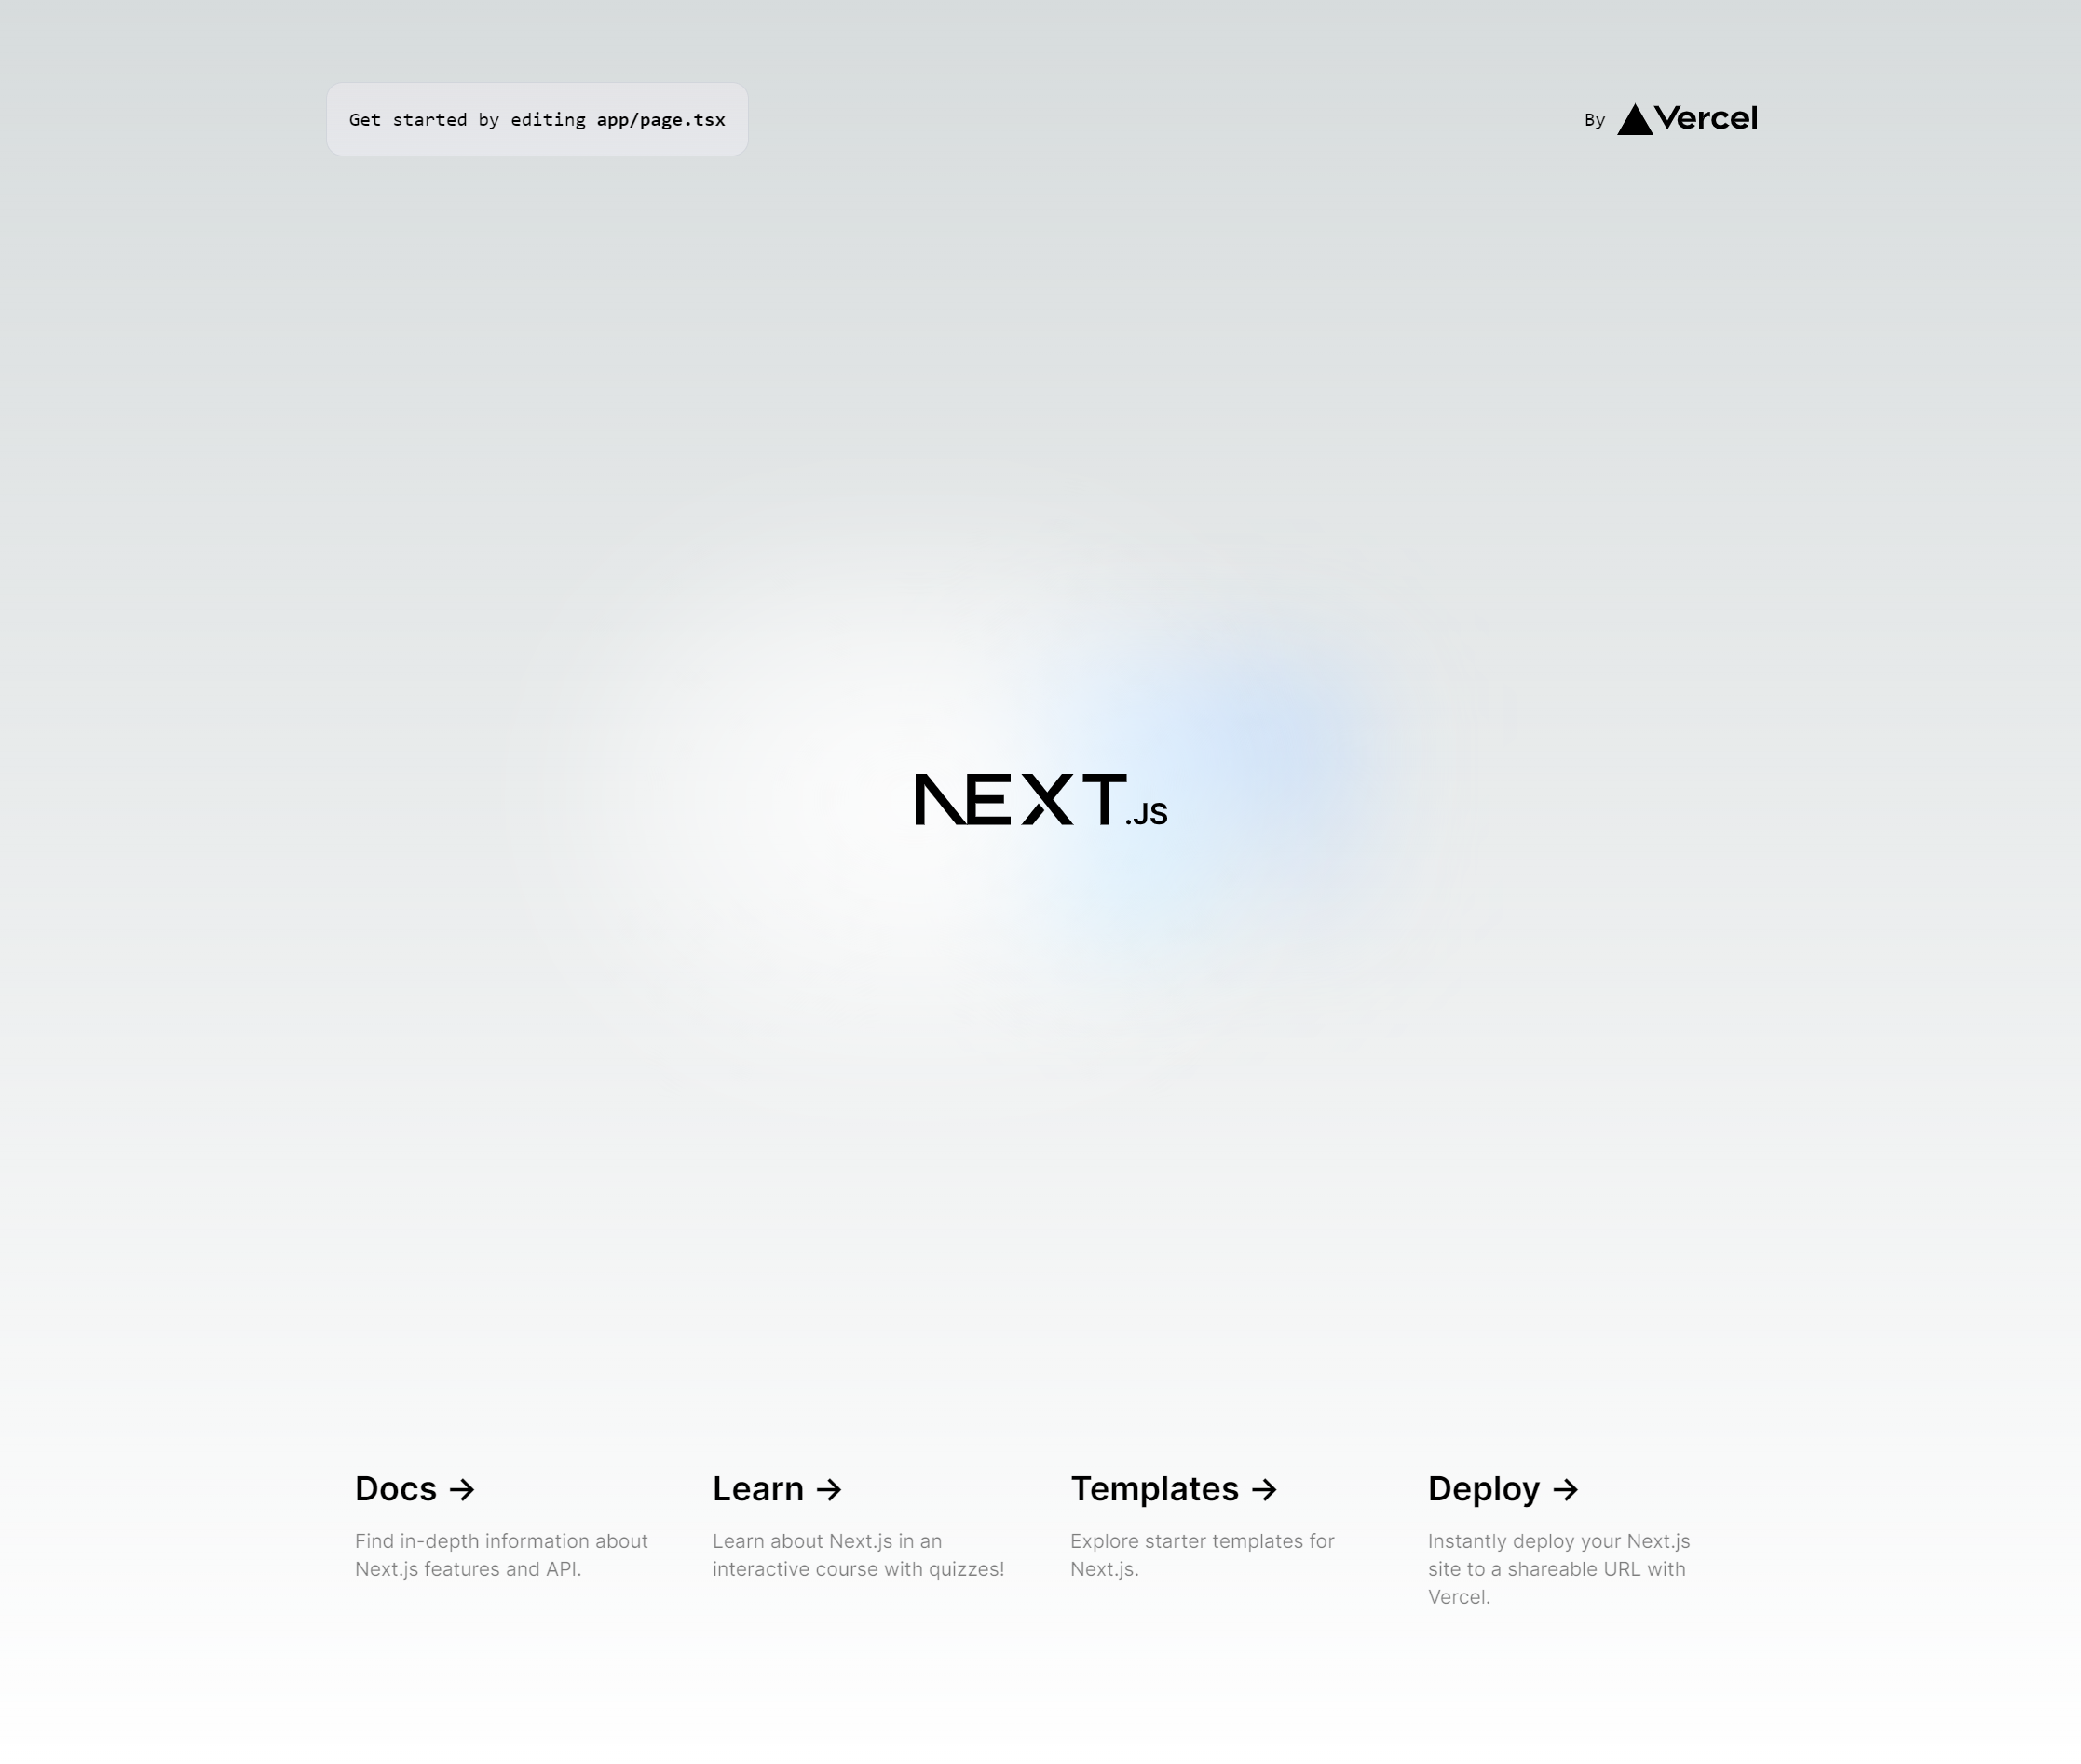 Get started by editing app/page.tsx
By Vercel
NEXT.JS
Docs →
Find in-depth information about
Next.js features and API.
Learn →
Learn about Next.js in an
interactive course with quizzes!
Templates →
Explore starter templates for
Next.js.
Deploy →
Instantly deploy your Next.js
site to a shareable URL with
Vercel.